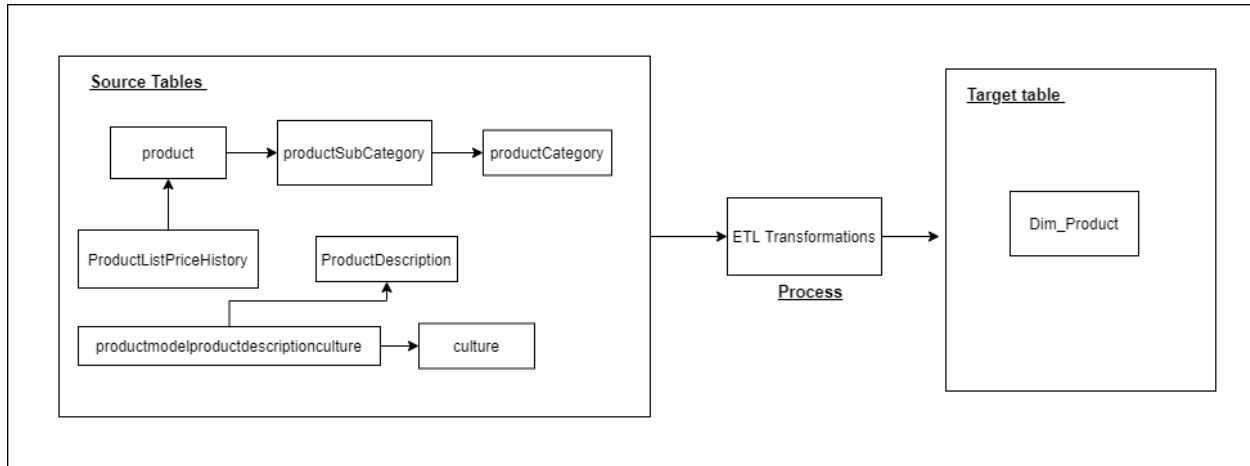 Source Tables
Target table
product
productSubCategory
productCategory
ProductListPriceHistory
ProductDescription
ETL Transformations
Dim_Product
Process
productmodelproductdescriptionculture
culture